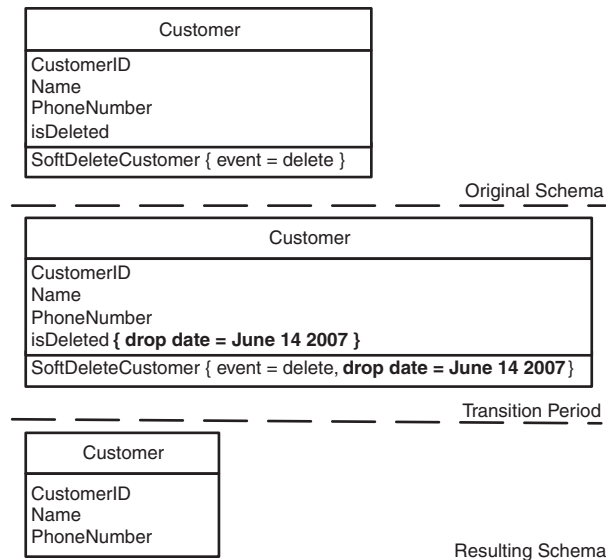 Customer
CustomerID
Name
PhoneNumber
isDeleted
SoftDeleteCustomer { event = delete }
Original Schema
Customer
CustomerID
Name
PhoneNumber
isDeleted { drop date = June 14 2007 }
SoftDeleteCustomer { event = delete, drop date = June 14 2007 }
Transition Period
Customer
CustomerID
Name
PhoneNumber
Resulting Schema